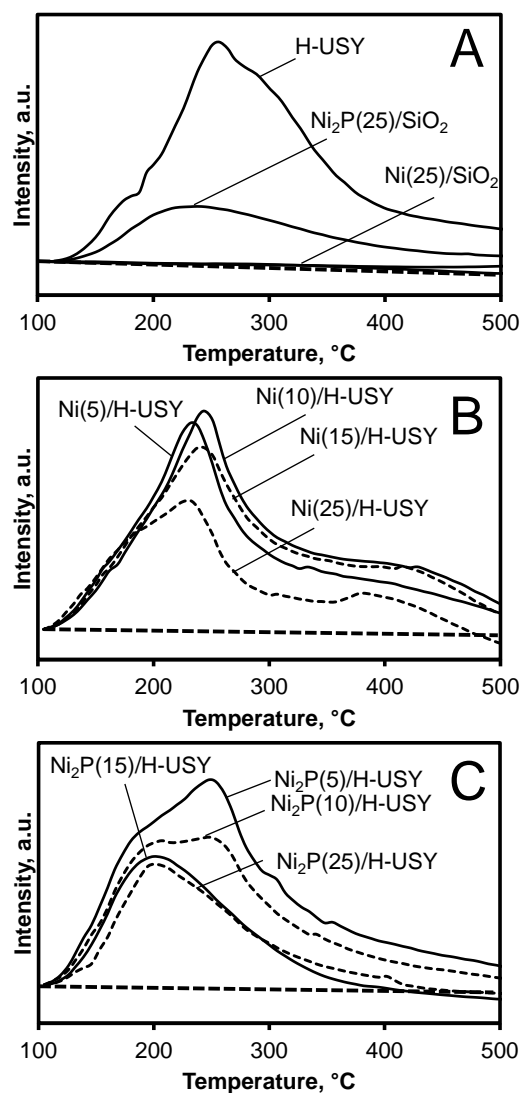 A
H-USY
Ni₂P(25)/SiO₂
Ni(25)/SiO₂
Intensity, a.u.
100 200 300 400 500
Temperature, °C
B
Ni(5)/H-USY
Ni(10)/H-USY
Ni(15)/H-USY
Ni(25)/H-USY
Intensity, a.u.
100 200 300 400 500
Temperature, °C
C
Ni₂P(15)/H-USY
Ni₂P(5)/H-USY
Ni₂P(10)/H-USY
Ni₂P(25)/H-USY
Intensity, a.u.
100 200 300 400 500
Temperature, °C